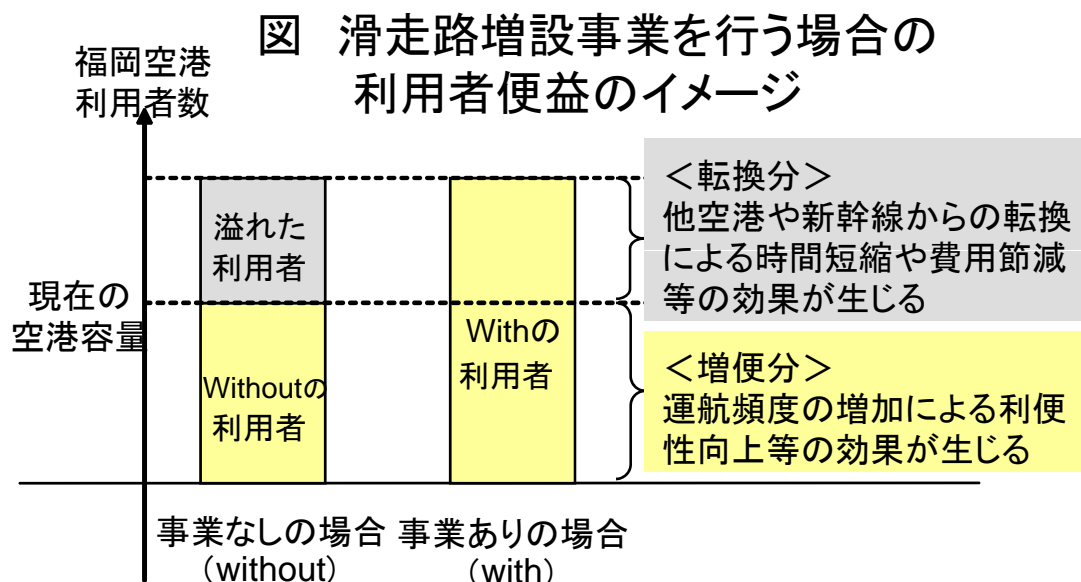 図 滑走路増設事業を行う場合の
利用者便益のイメージ
福岡空港
利用者数
溢れた
利用者
現在の
空港容量
Withoutの
利用者
Withの
利用者
＜転換分＞
他空港や新幹線からの転換
による時間短縮や費用節減
等の効果が生じる
＜増便分＞
運航頻度の増加による利便
性向上等の効果が生じる
事業なしの場合
（without）
事業ありの場合
（with）